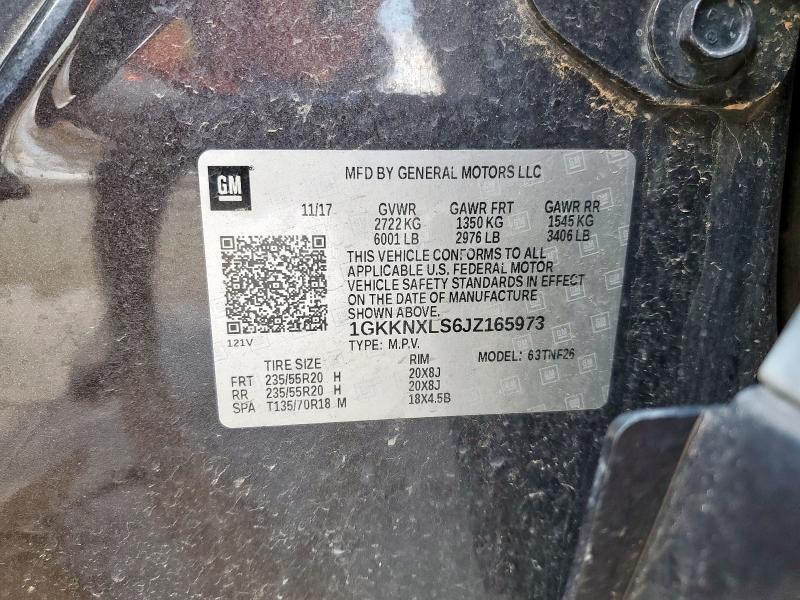 GM
MFD BY GENERAL MOTORS LLC
11/17 GVWR GAWR FRT GAWR RR
2722 KG 1350 KG 1545 KG
6001 LB 2976 LB 3406 LB
THIS VEHICLE CONFORMS TO ALL
APPLICABLE U.S. FEDERAL MOTOR
VEHICLE SAFETY STANDARDS IN EFFECT
ON THE DATE OF MANUFACTURE
SHOWN ABOVE.
121V
1GKKNXLS6JZ165973
TYPE: M.P.V. MODEL: 63TNF26
TIRE SIZE RIM
FRT 235/55R20 H 20X8J
RR 235/55R20 H 20X8J
SPA T135/70R18 M 18X4.5B